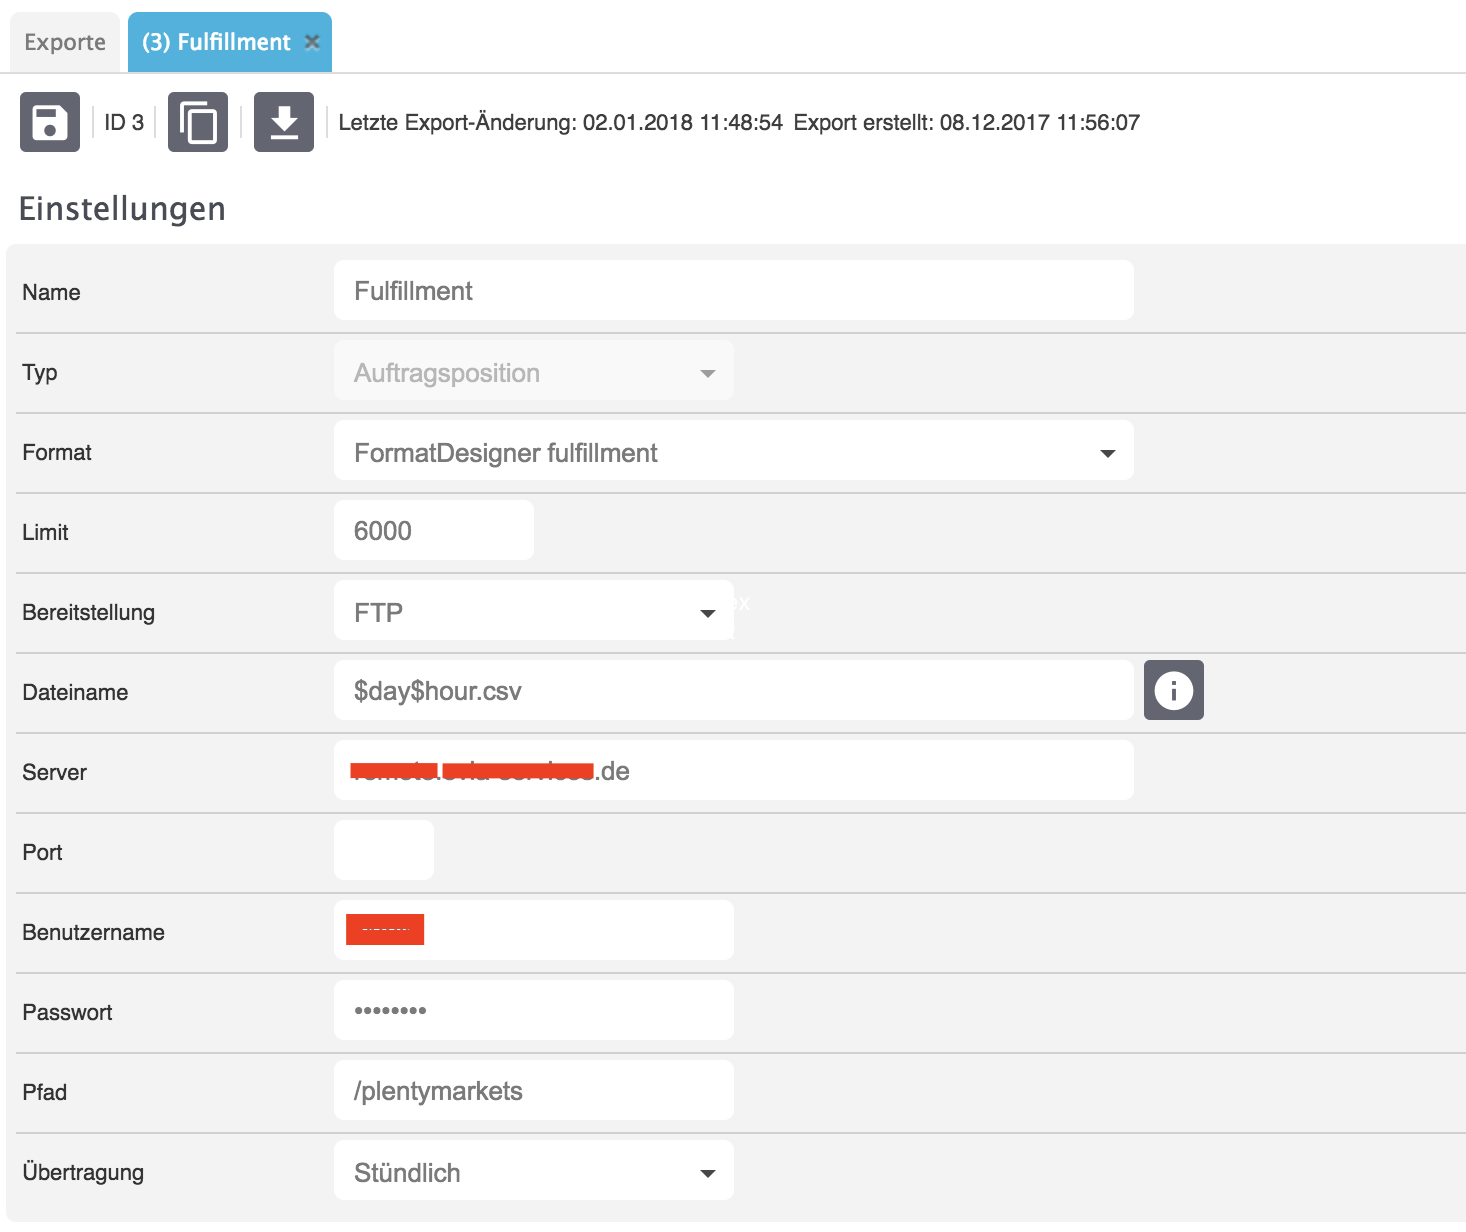 Exporte
(3) Fulfillment
ID 3
Letzte Export-Änderung: 02.01.2018 11:48:54 Export erstellt: 08.12.2017 11:56:07
Einstellungen
Name Fulfillment
Typ Auftragsposition
Format FormatDesigner fulfillment
Limit 6000
Bereitstellung FTP
Dateiname $day$hour.csv
Server .de
Port
Benutzername
Passwort ••••••••
Pfad /plentymarkets
Übertragung Stündlich